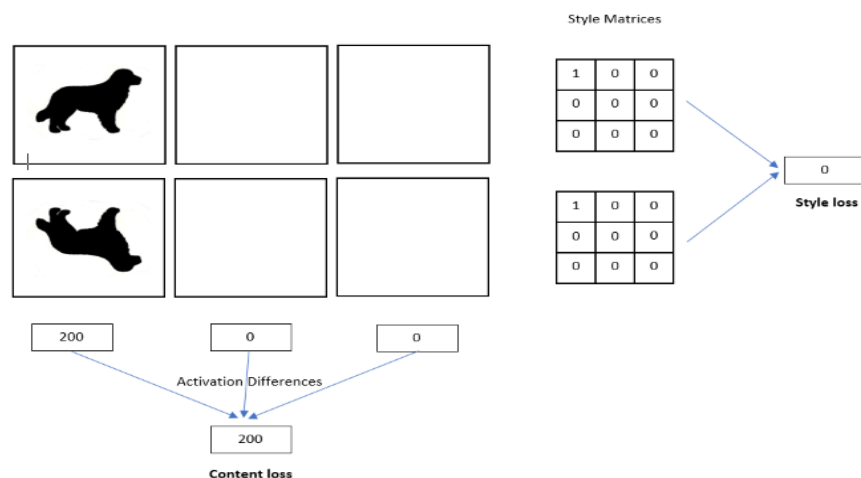 Style Matrices
1 0 0
0 0 0
0 0 0
0
Style loss
1 0 0
0 0 0
0 0 0
200 0 0
Activation Differences
200
Content loss